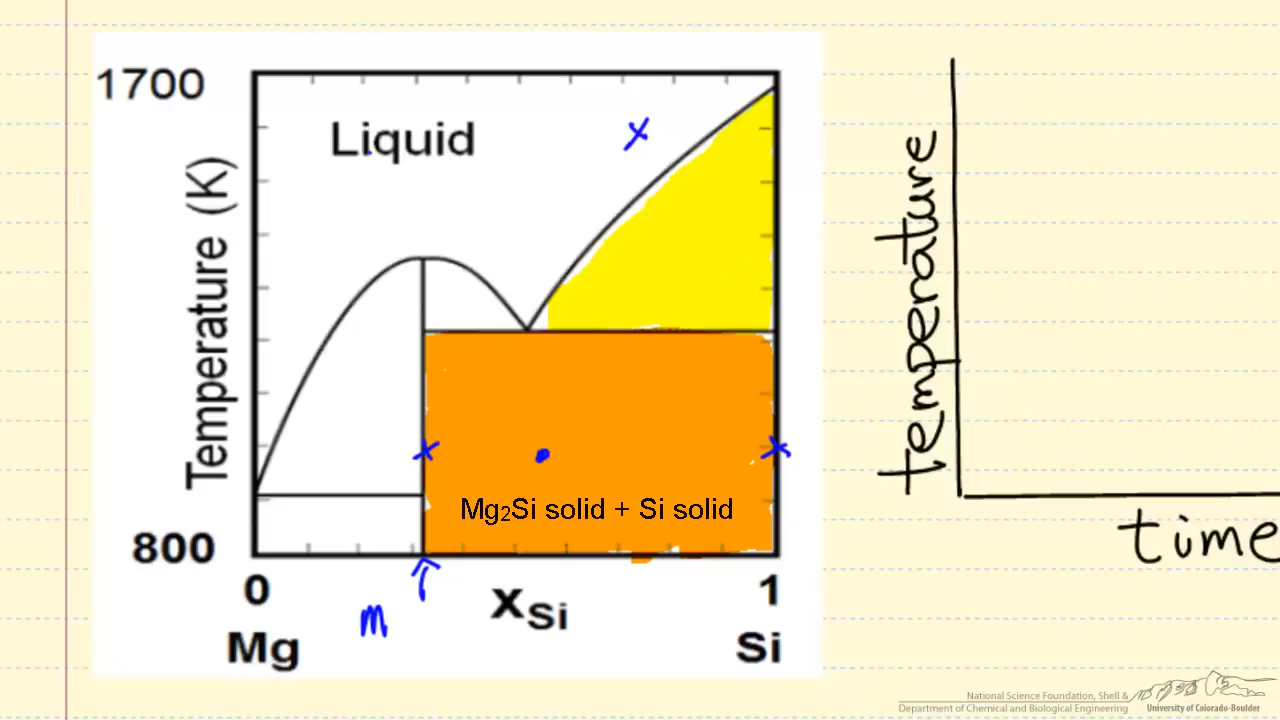 1700
Liquid
Temperature (K)
Mg₂Si solid + Si solid
800
0
xSi
1
m
Mg
Si
temperature
time
National Science Foundation, Shell &
Department of Chemical and Biological Engineering
University of Colorado-Boulder